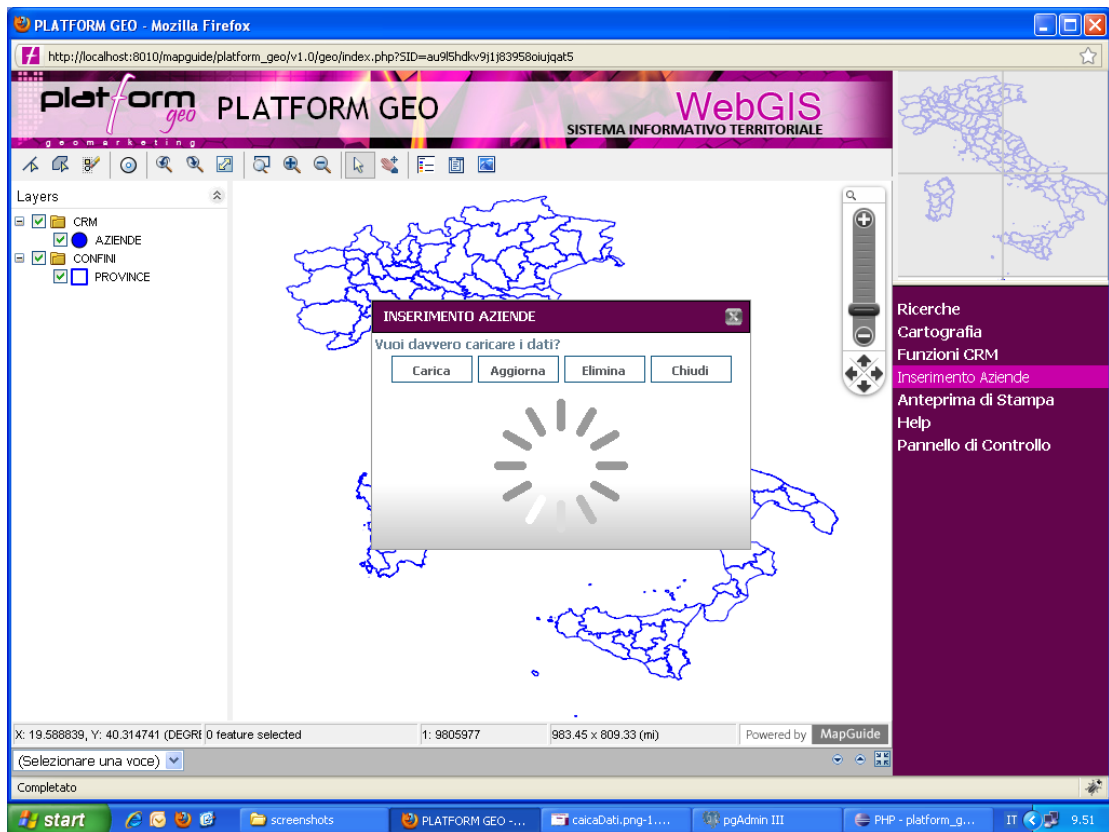 PLATFORM GEO - Mozilla Firefox
http://localhost:8010/mapguide/platform_geo/v1.0/geo/index.php?SID=au9l5hdkv9j1j83958oiujqat5
platform geo
geomarketing
PLATFORM GEO
WebGIS
SISTEMA INFORMATIVO TERRITORIALE
Layers
CRM
AZIENDE
CONFINI
PROVINCE
INSERIMENTO AZIENDE
Vuoi davvero caricare i dati?
Carica Aggiorna Elimina Chiudi
Ricerche
Cartografia
Funzioni CRM
Inserimento Aziende
Anteprima di Stampa
Help
Pannello di Controllo
X: 19.588839, Y: 40.314741 (DEGRE 0 feature selected 1: 9805977 983.45 x 809.33 (mi) Powered by MapGuide
(Selezionare una voce)
Completato
start screenshots PLATFORM GEO -... caicaDati.png-1.... pgAdmin III PHP - platform_g... IT 9.51